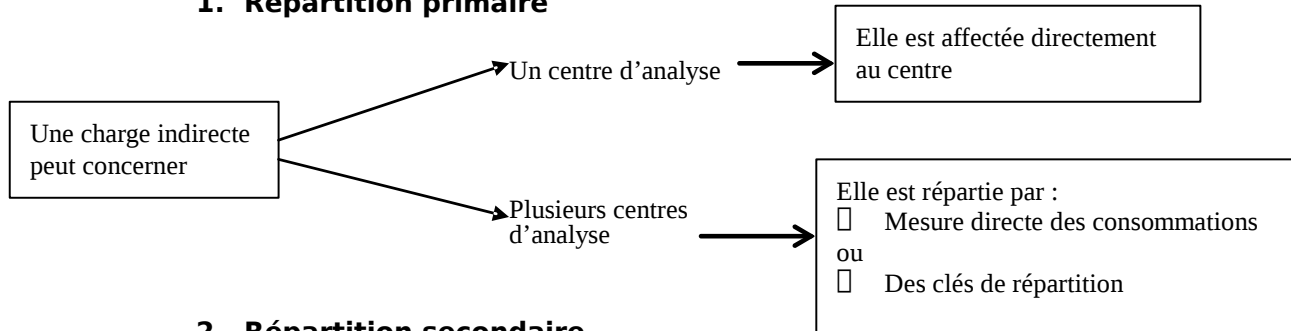 1. Répartition primaire
Elle est affectée directement
au centre
Un centre d'analyse
Une charge indirecte
peut concerner
Plusieurs centres
d'analyse
Elle est répartie par :
Mesure directe des consommations
ou
Des clés de répartition
2. Répartition secondaire